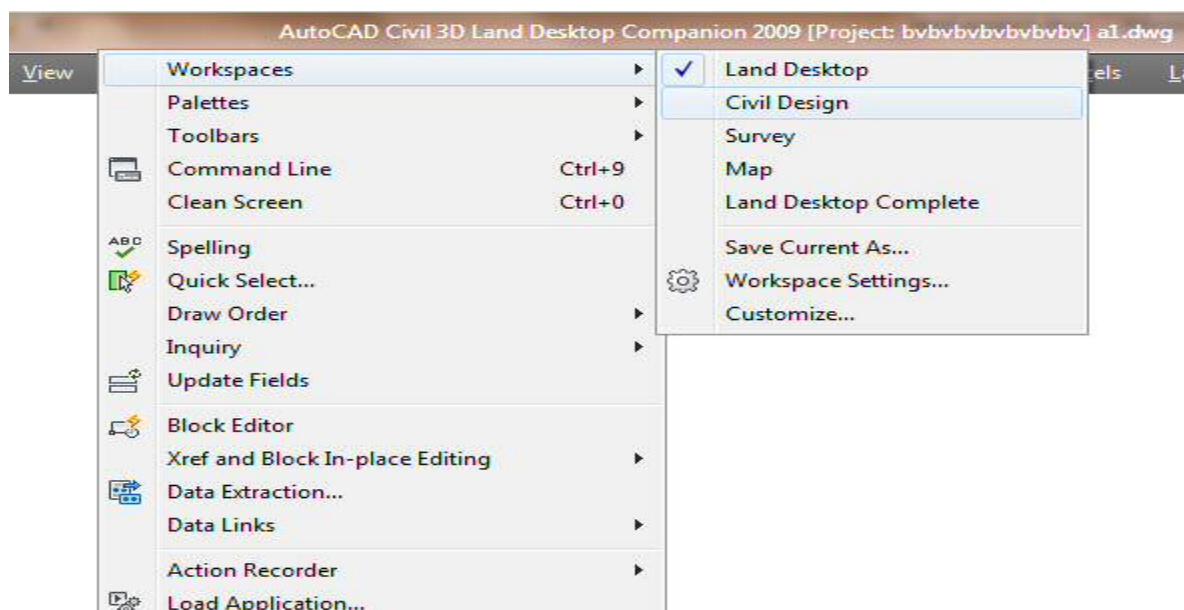 AutoCAD Civil 3D Land Desktop Companion 2009 [Project: bvbvbvbvbvbvbv] a1.dwg
View
Workspaces
Palettes
Toolbars
Command Line Ctrl+9
Clean Screen Ctrl+0
ABC Spelling
Quick Select...
Draw Order
Inquiry
Update Fields
Block Editor
Xref and Block In-place Editing
Data Extraction...
Data Links
Action Recorder
Load Application...
Land Desktop
Civil Design
Survey
Map
Land Desktop Complete
Save Current As...
Workspace Settings...
Customize...